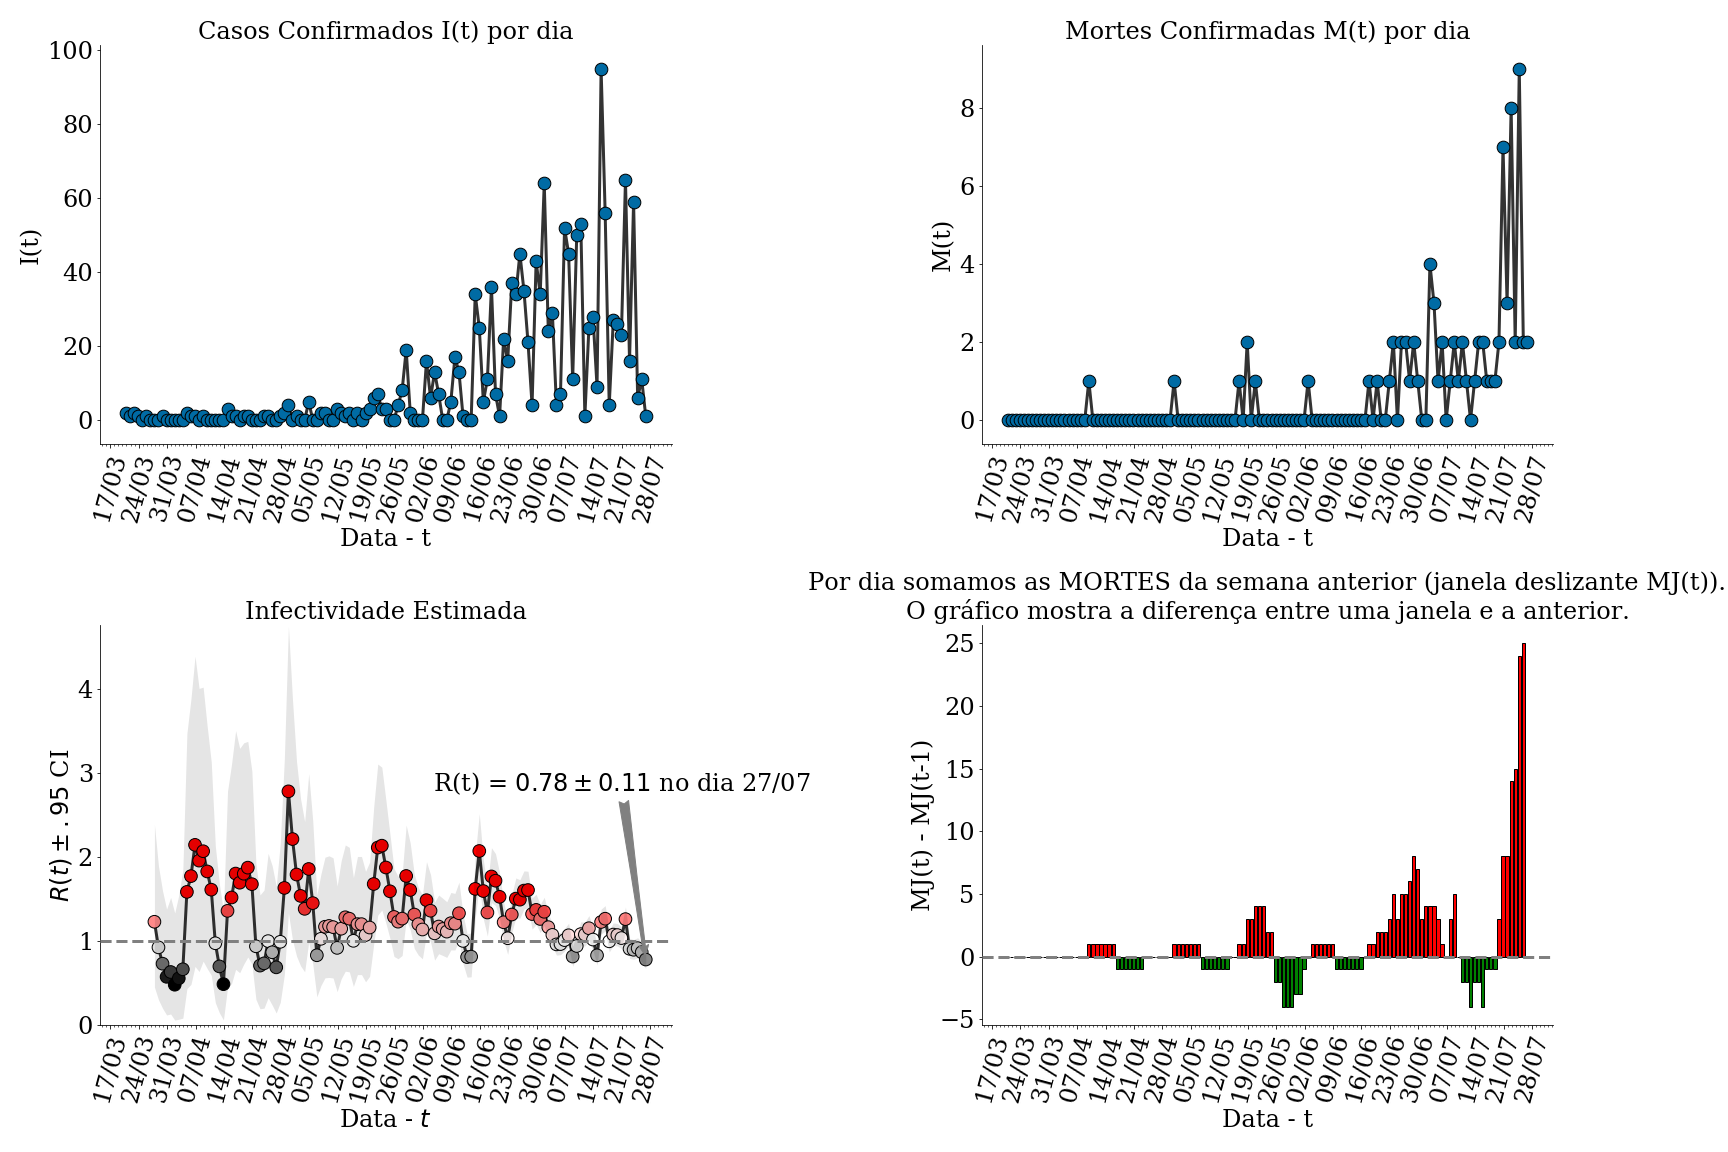 Casos Confirmados I(t) por dia
100
80
60
40
20
0
I(t)
17/03 24/03 31/03 07/04 14/04 21/04 28/04 05/05 12/05 19/05 26/05 02/06 09/06 16/06 23/06 30/06 07/07 14/07 21/07 28/07
Data - t
Mortes Confirmadas M(t) por dia
8
6
4
2
0
M(t)
17/03 24/03 31/03 07/04 14/04 21/04 28/04 05/05 12/05 19/05 26/05 02/06 09/06 16/06 23/06 30/06 07/07 14/07 21/07 28/07
Data - t
Infectividade Estimada
4
3
2
1
0
R(t) ± .95 CI
R(t) = 0.78 ± 0.11 no dia 27/07
17/03 24/03 31/03 07/04 14/04 21/04 28/04 05/05 12/05 19/05 26/05 02/06 09/06 16/06 23/06 30/06 07/07 14/07 21/07 28/07
Data - t
Por dia somamos as MORTES da semana anterior (janela deslizante MJ(t)).
O gráfico mostra a diferença entre uma janela e a anterior.
25
20
15
10
5
0
−5
MJ(t) - MJ(t-1)
17/03 24/03 31/03 07/04 14/04 21/04 28/04 05/05 12/05 19/05 26/05 02/06 09/06 16/06 23/06 30/06 07/07 14/07 21/07 28/07
Data - t